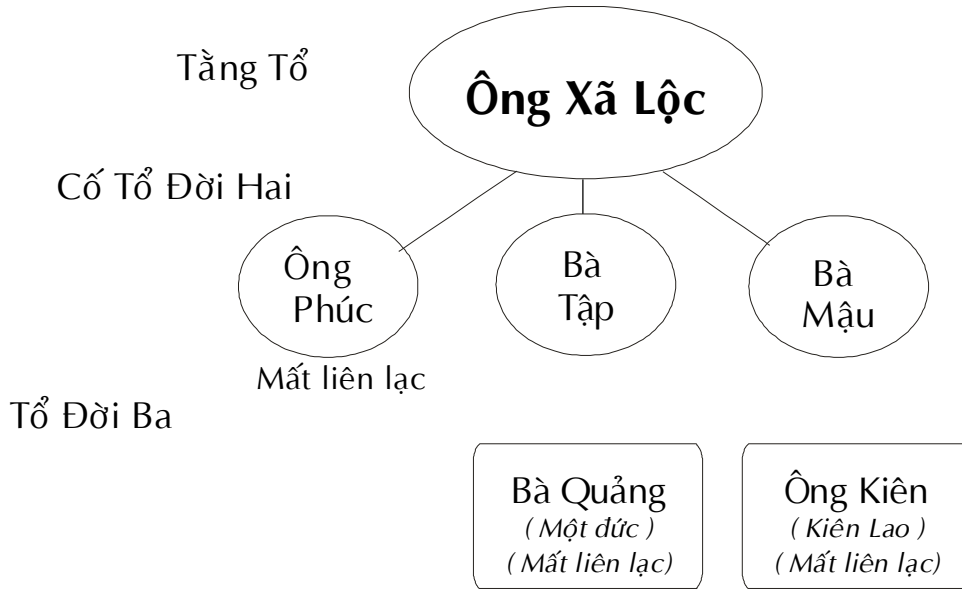 Tằng Tổ
Ông Xã Lộc
Cố Tổ Đời Hai
Ông
Phúc
Bà
Tập
Bà
Mậu
Mất liên lạc
Tổ Đời Ba
Bà Quảng
( Một đức )
( Mất liên lạc)
Ông Kiên
( Kiên Lao )
( Mất liên lạc)